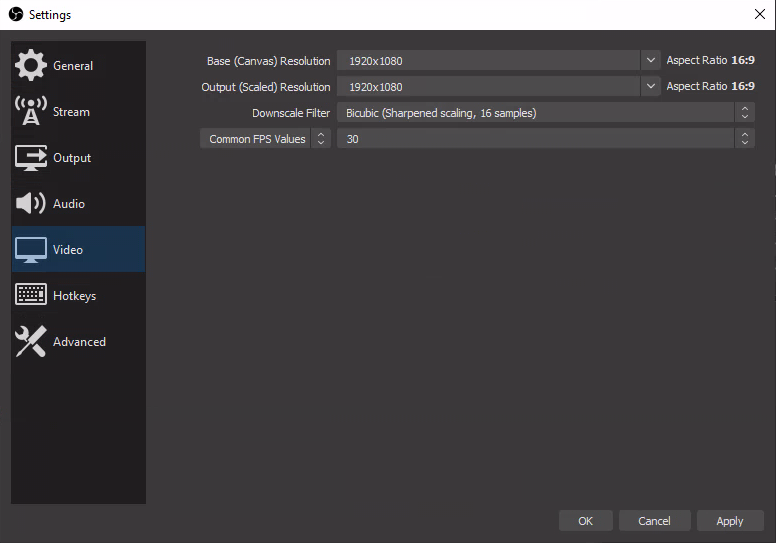 Settings
General
Stream
Output
Audio
Video
Hotkeys
Advanced
Base (Canvas) Resolution 1920x1080 Aspect Ratio 16:9
Output (Scaled) Resolution 1920x1080 Aspect Ratio 16:9
Downscale Filter Bicubic (Sharpened scaling, 16 samples)
Common FPS Values 30
OK Cancel Apply